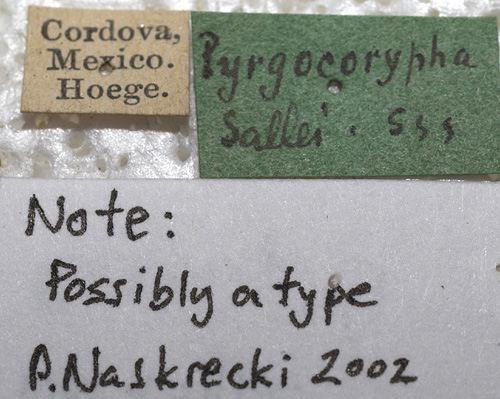 Cordova,
Mexico.
Hoege.
Pyrgocorypha
Sallei. Sss
Note:
Possibly a type
P. Naskrecki 2002